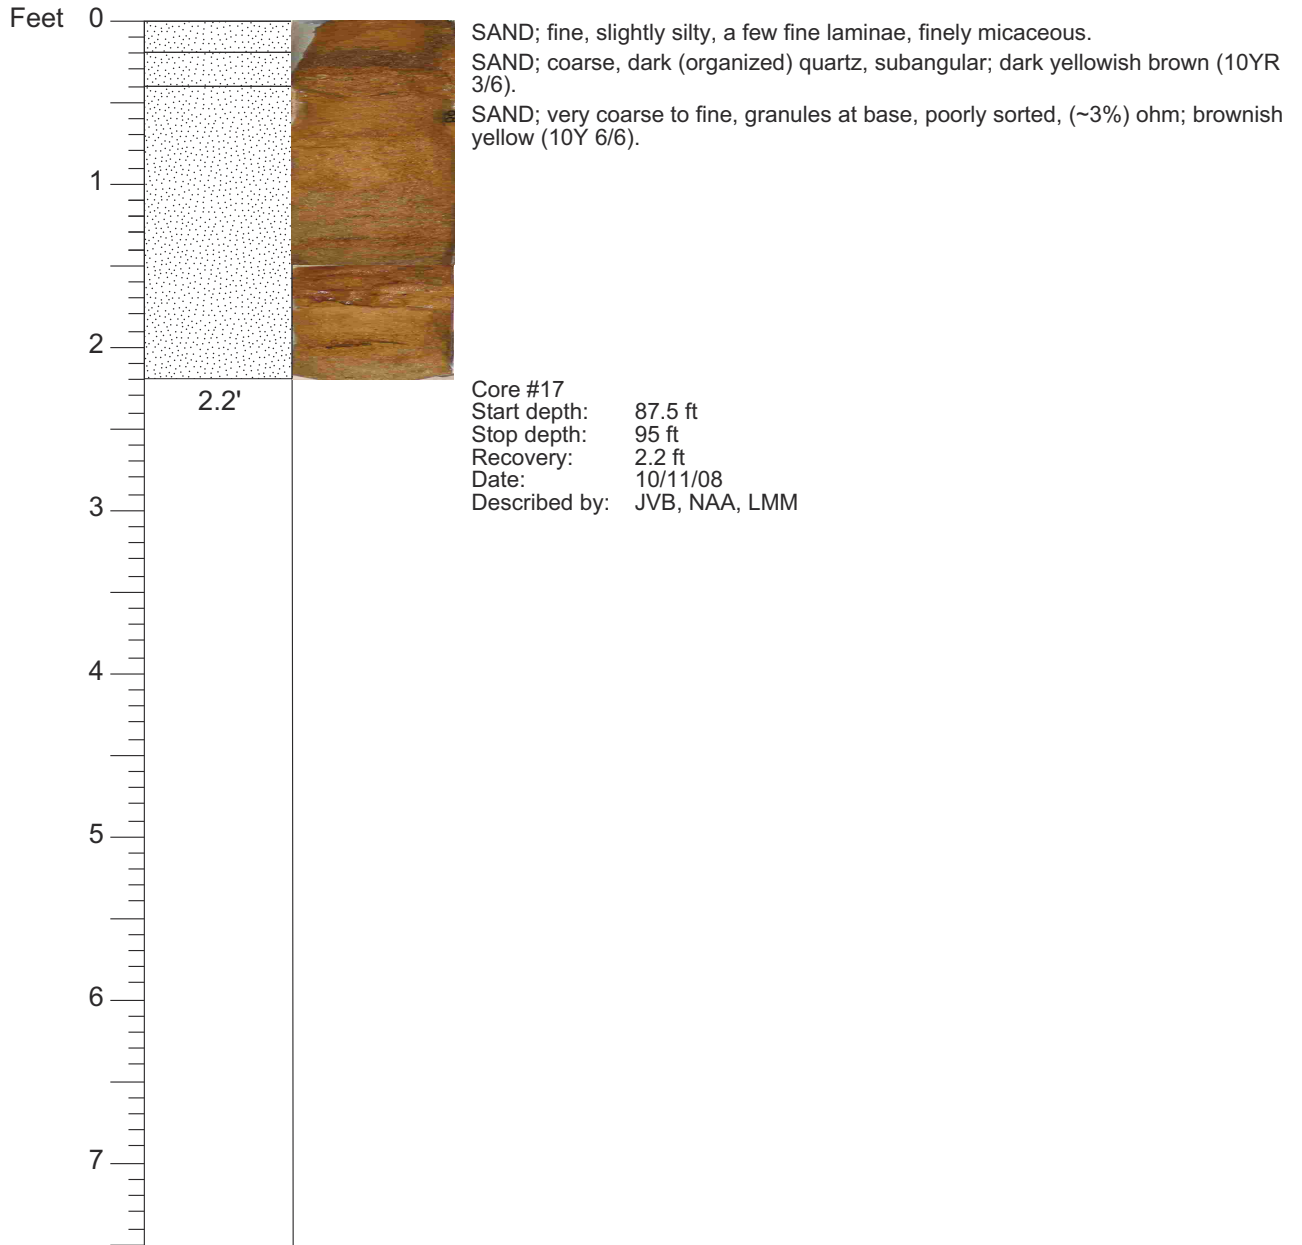 Feet 0
SAND; fine, slightly silty, a few fine laminae, finely micaceous.
SAND; coarse, dark (organized) quartz, subangular; dark yellowish brown (10YR
3/6).
SAND; very coarse to fine, granules at base, poorly sorted, (~3%) ohm; brownish
yellow (10Y 6/6).
1
2
2.2'
Core #17
Start depth: 87.5 ft
Stop depth: 95 ft
Recovery: 2.2 ft
Date: 10/11/08
Described by: JVB, NAA, LMM
3
4
5
6
7